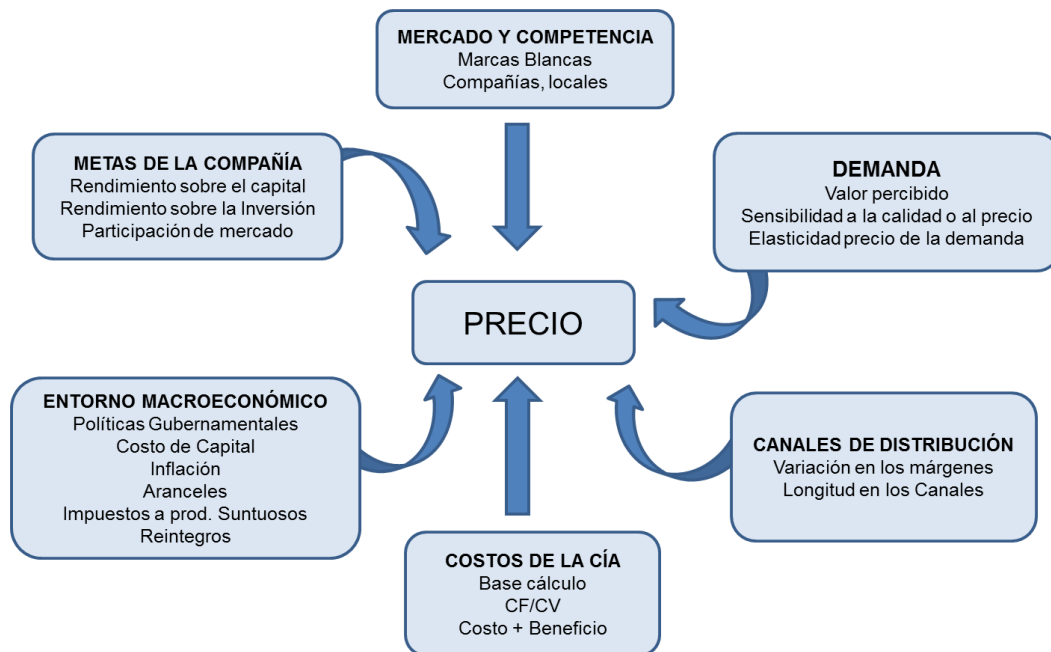 MERCADO Y COMPETENCIA
Marcas Blancas
Compañías, locales
METAS DE LA COMPAÑÍA
Rendimiento sobre el capital
Rendimiento sobre la Inversión
Participación de mercado
DEMANDA
Valor percibido
Sensibilidad a la calidad o al precio
Elasticidad precio de la demanda
PRECIO
ENTORNO MACROECONÓMICO
Políticas Gubernamentales
Costo de Capital
Inflación
Aranceles
Impuestos a prod. Suntuosos
Reintegros
CANALES DE DISTRIBUCIÓN
Variación en los márgenes
Longitud en los Canales
COSTOS DE LA CÍA
Base cálculo
CF/CV
Costo + Beneficio